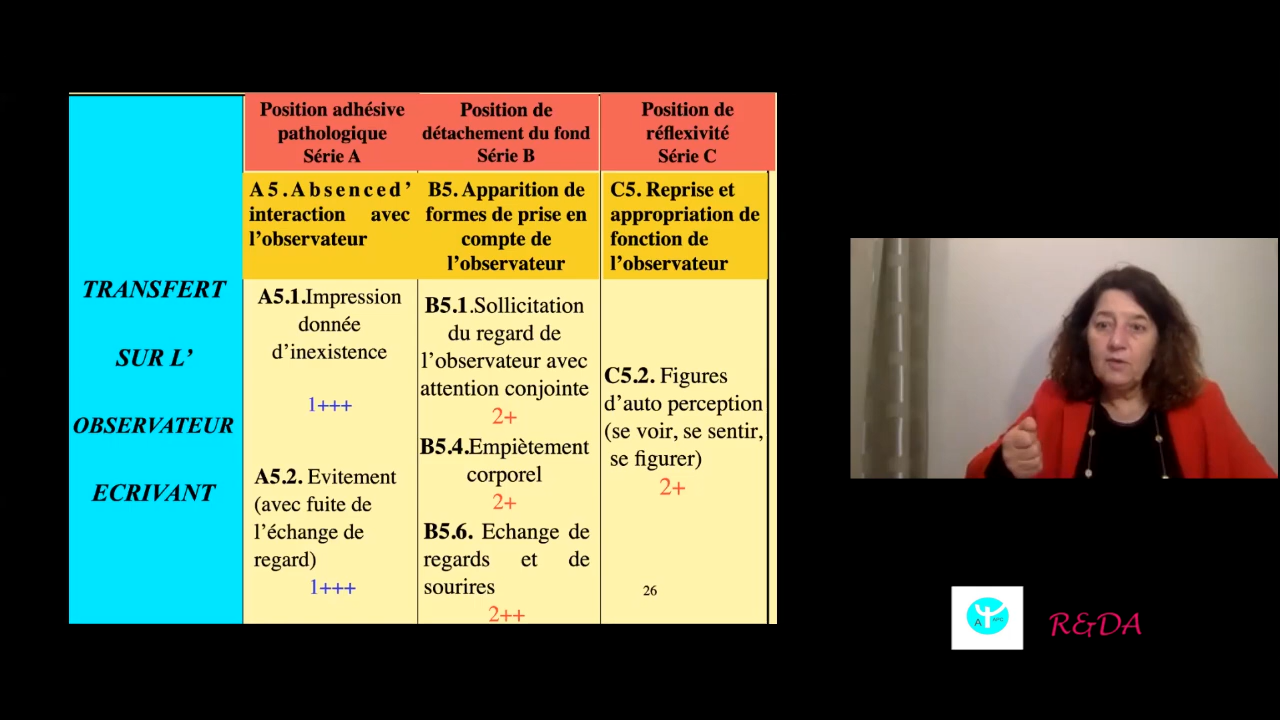 TRANSFERT
SUR L'
OBSERVATEUR
ECRIVANT
Position adhésive
pathologique
Série A
Position de
détachement du fond
Série B
Position de
réflexivité
Série C
A5.Absenced'
interaction avec
l'observateur
B5. Apparition de
formes de prise en
compte de
l'observateur
C5. Reprise et
appropriation de
fonction de
l'observateur
A5.1.Impression
donnée
d'inexistence
1+++
A5.2. Evitement
(avec fuite de
l'échange de
regard)
1+++
B5.1.Sollicitation
du regard de
l'observateur avec
attention conjointe
2+
B5.4.Empiètement
corporel
2+
B5.6. Echange de
regards et de
sourires
2++
C5.2. Figures
d'auto perception
(se voir, se sentir,
se figurer)
2+
26
R&DA